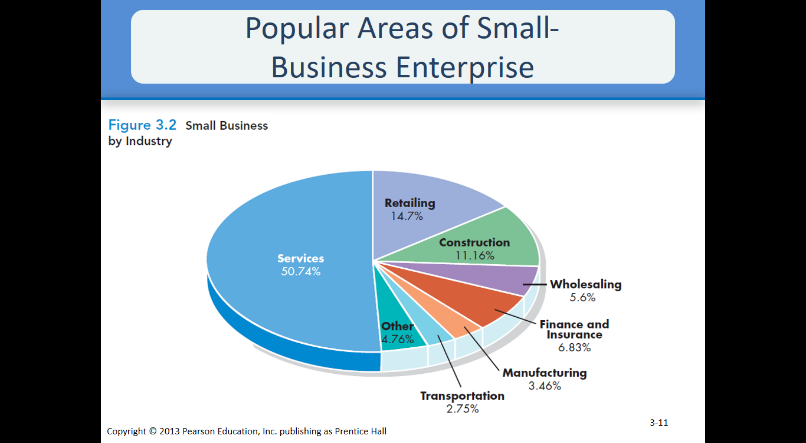 Popular Areas of Small-
Business Enterprise
Figure 3.2 Small Business
by Industry
Retailing
14.7%
Construction
11.16%
Services
50.74%
Wholesaling
5.6%
Finance and
Insurance
6.83%
Other
4.76%
Manufacturing
3.46%
Transportation
2.75%
3-11
Copyright © 2013 Pearson Education, Inc. publishing as Prentice Hall